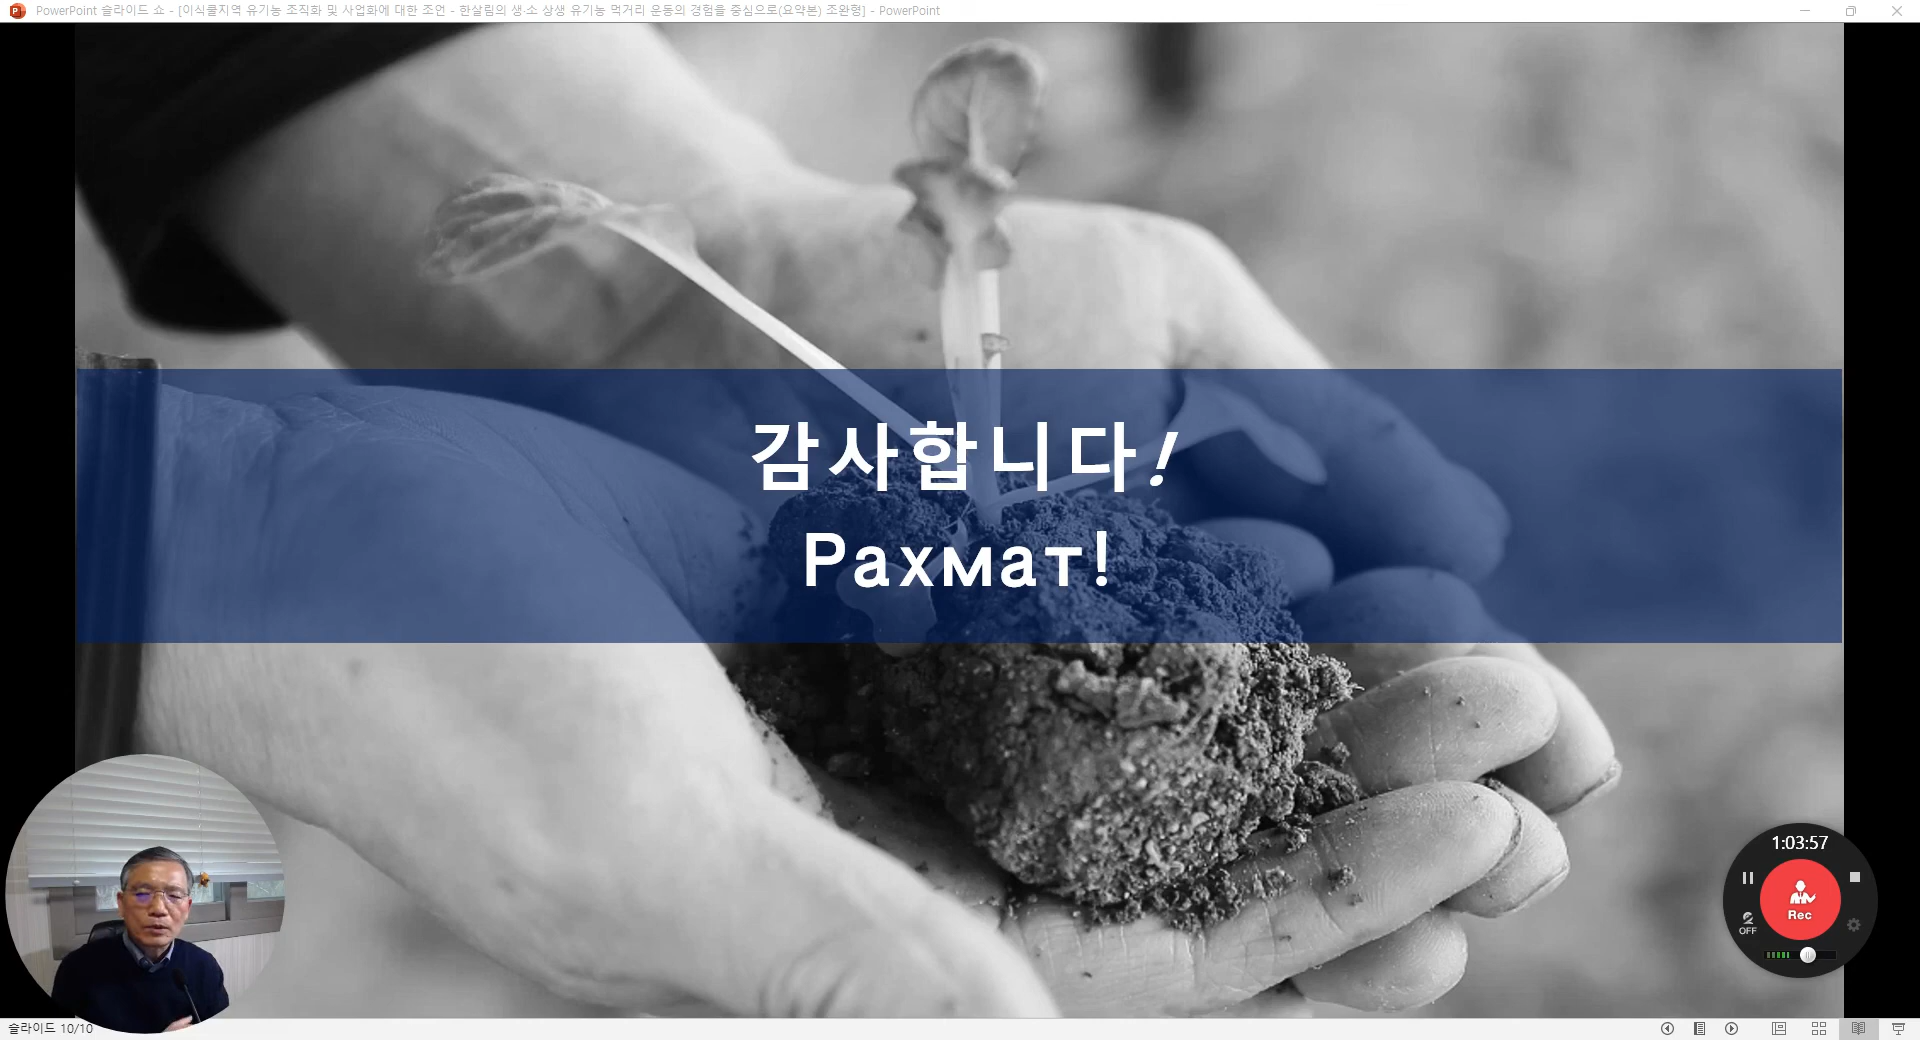 PowerPoint 슬라이드 쇼 - [이식쿨지역 유기농 조직화 및 사업화에 대한 조언 - 한살림의 생·소 상생 유기농 먹거리 운동의 경험을 중심으로(요약본) 조완형] - PowerPoint
감사합니다!
Рахмат!
1:03:57
Rec
OFF
슬라이드 10/10